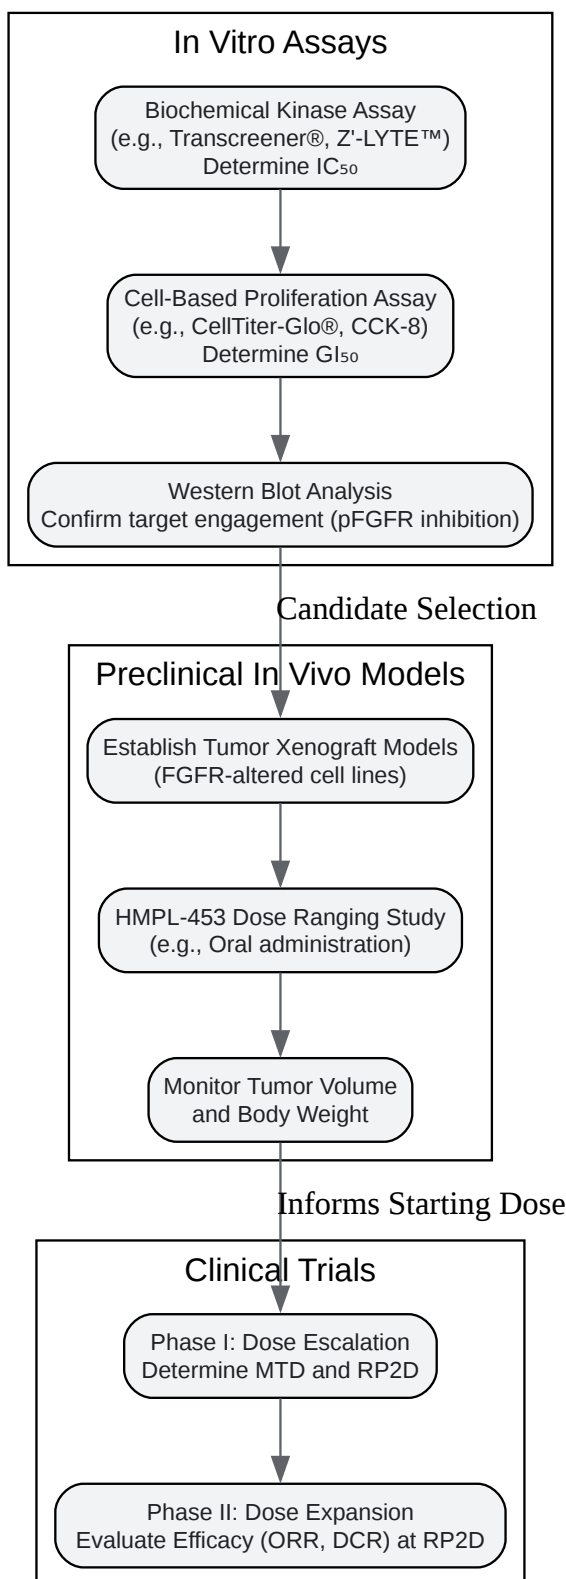 In Vitro Assays
Biochemical Kinase Assay
(e.g., Transcreener®, Z'-LYTE™)
Determine IC₅₀
Cell-Based Proliferation Assay
(e.g., CellTiter-Glo®, CCK-8)
Determine GI₅₀
Western Blot Analysis
Confirm target engagement (pFGFR inhibition)
Candidate Selection
Preclinical In Vivo Models
Establish Tumor Xenograft Models
(FGFR-altered cell lines)
HMPL-453 Dose Ranging Study
(e.g., Oral administration)
Monitor Tumor Volume
and Body Weight
Informs Starting Dose
Clinical Trials
Phase I: Dose Escalation
Determine MTD and RP2D
Phase II: Dose Expansion
Evaluate Efficacy (ORR, DCR) at RP2D